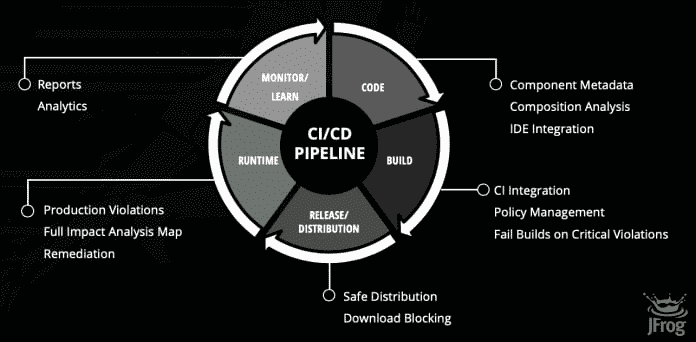 MONITOR/
LEARN
CODE
Reports
Analytics
Component Metadata
Composition Analysis
IDE Integration
CI/CD
PIPELINE
RUNTIME
BUILD
CI Integration
Policy Management
Fail Builds on Critical Violations
Production Violations
Full Impact Analysis Map
Remediation
RELEASE/
DISTRIBUTION
Safe Distribution
Download Blocking
JFrog